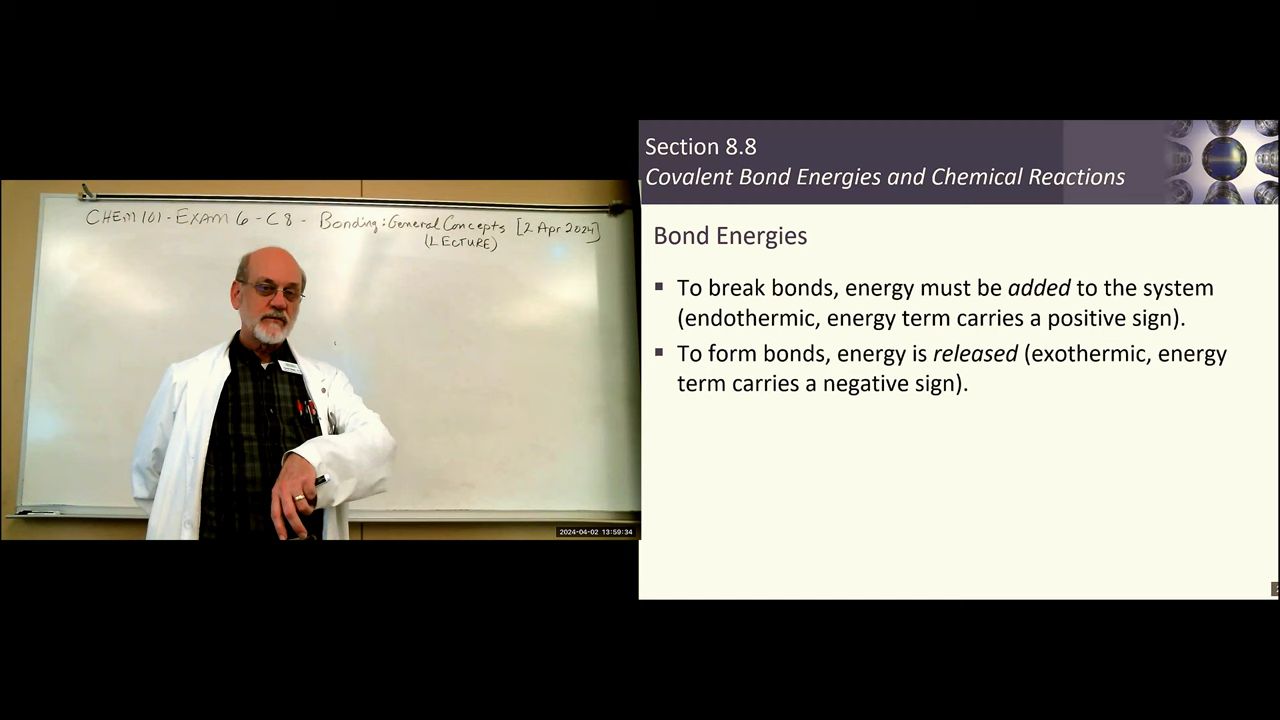 CHEM 101 - EXAM 6 - C8 - Bonding: General Concepts [2 Apr 2024]
(LECTURE)
2024-04-02 13:59:34
Section 8.8
Covalent Bond Energies and Chemical Reactions
Bond Energies
▪ To break bonds, energy must be added to the system
(endothermic, energy term carries a positive sign).
▪ To form bonds, energy is released (exothermic, energy
term carries a negative sign).